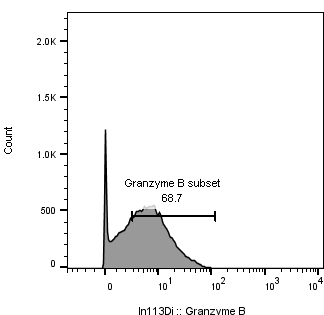 2.0K
1.5K
1.0K
500
0
Count
Granzyme B subset
68.7
0 10¹ 10² 10³ 10⁴
In113Di :: Granzyme B